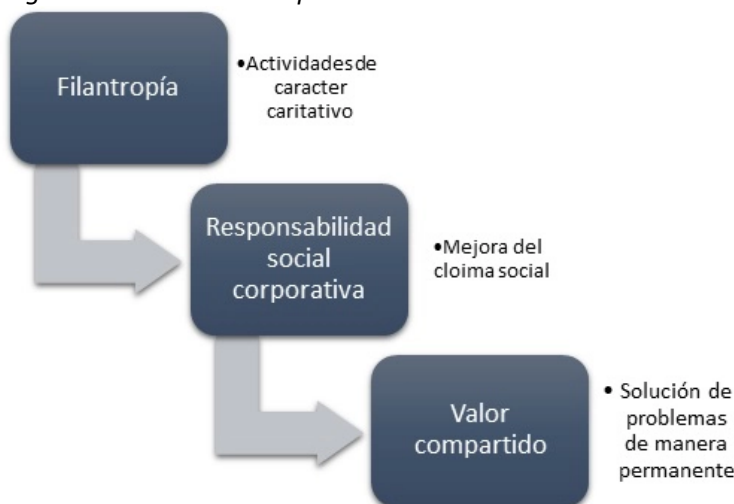 Filantropía
•Actividades de
caracter
caritativo
Responsabilidad
social
corporativa
•Mejora del
cloima social
Valor
compartido
• Solución de
problemas
de manera
permanente